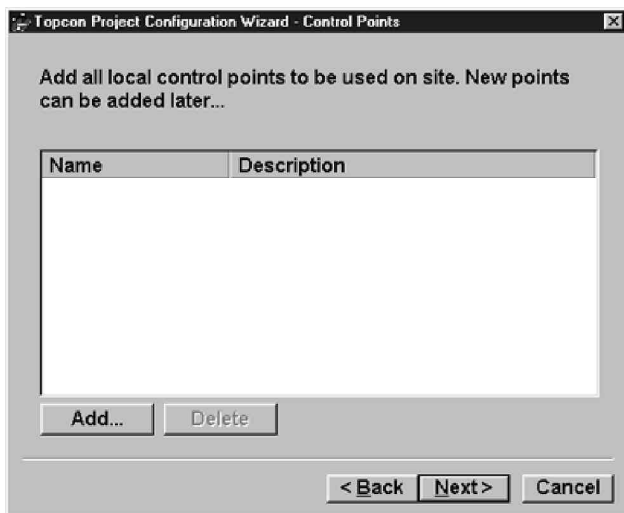 Topcon Project Configuration Wizard - Control Points
Add all local control points to be used on site. New points
can be added later...
Name Description
Add... Delete
< Back Next > Cancel